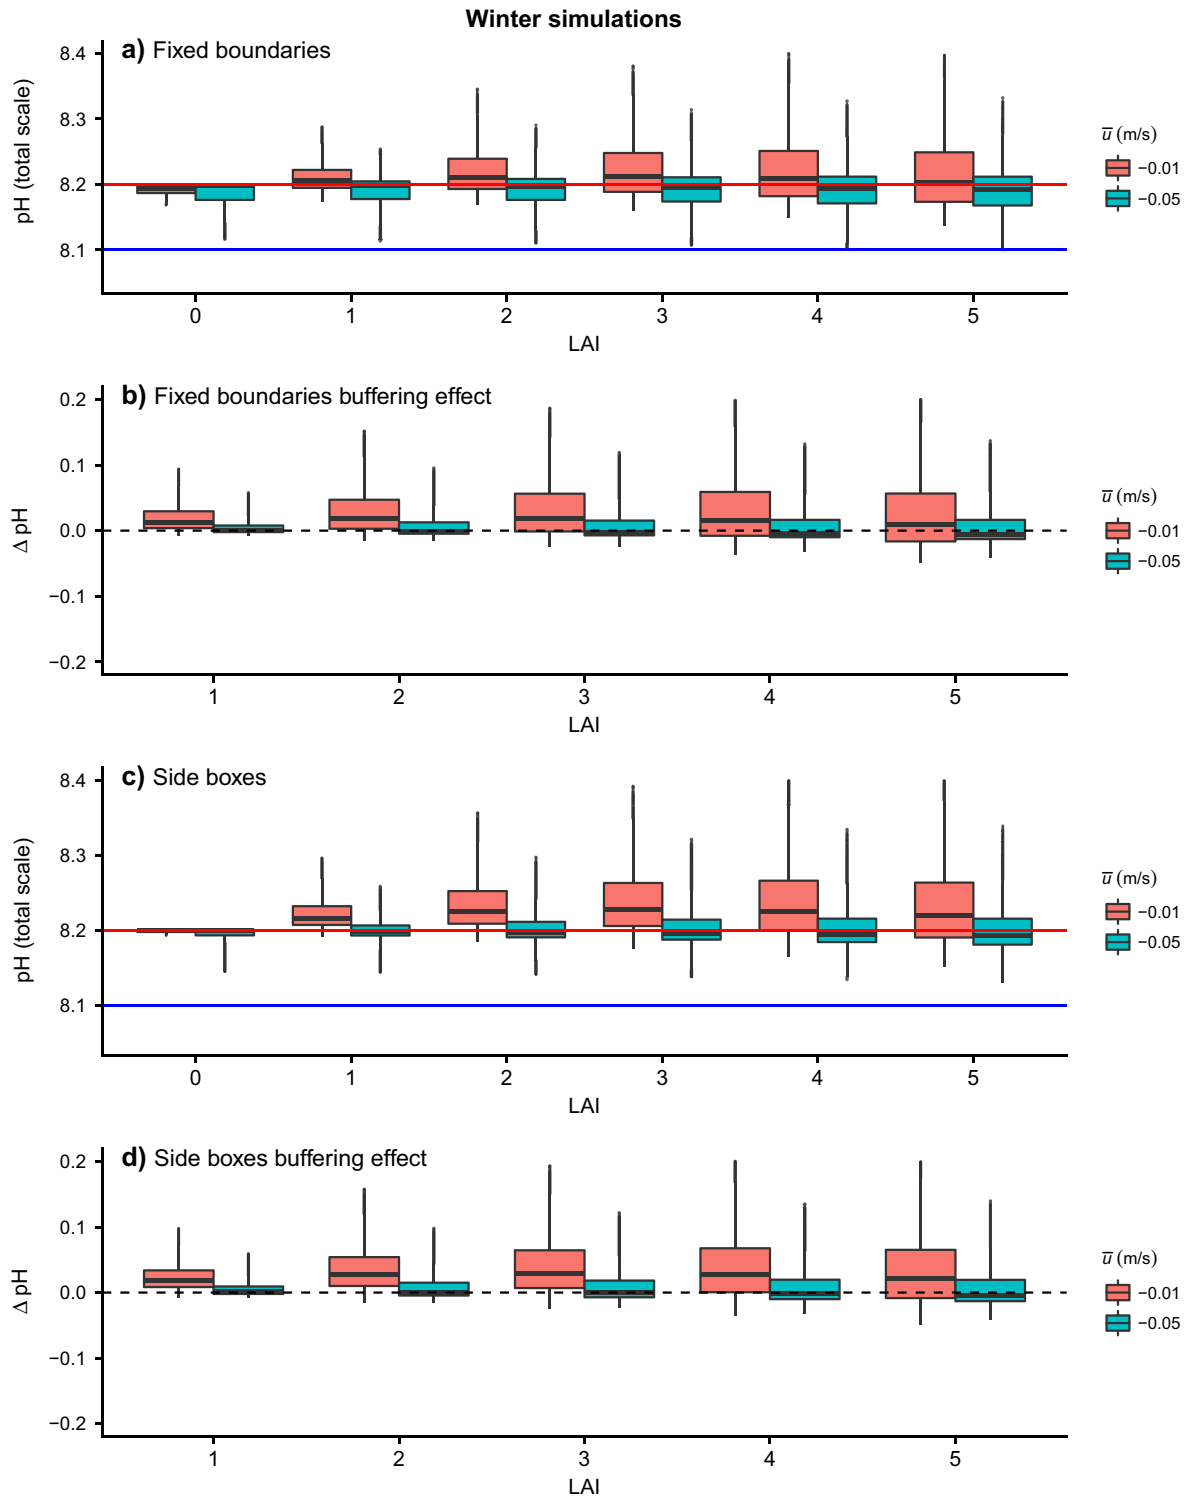 Winter simulations
a) Fixed boundaries
pH (total scale)
8.4
8.3
8.2
8.1
0 1 2 3 4 5
LAI
u̅ (m/s)
−0.01
−0.05
b) Fixed boundaries buffering effect
Δ pH
0.2
0.1
0.0
−0.1
−0.2
1 2 3 4 5
LAI
u̅ (m/s)
−0.01
−0.05
c) Side boxes
pH (total scale)
8.4
8.3
8.2
8.1
0 1 2 3 4 5
LAI
u̅ (m/s)
−0.01
−0.05
d) Side boxes buffering effect
Δ pH
0.2
0.1
0.0
−0.1
−0.2
1 2 3 4 5
LAI
u̅ (m/s)
−0.01
−0.05